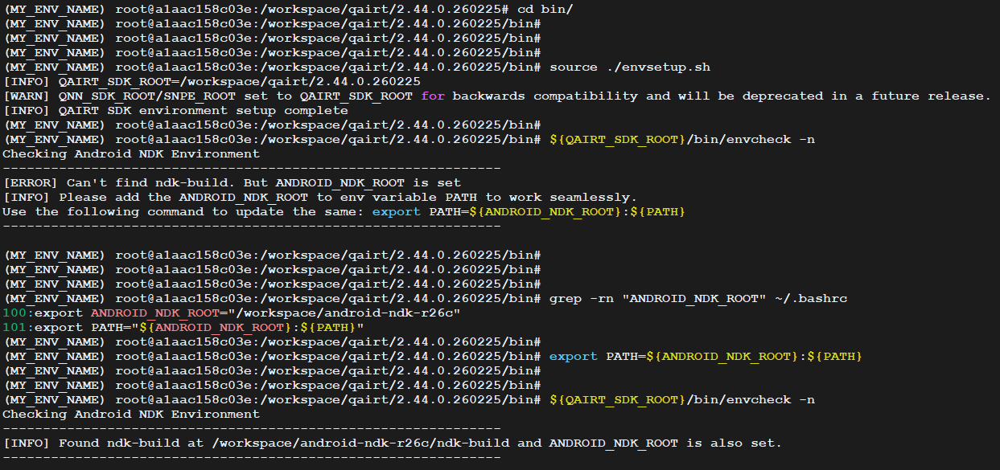 (MY_ENV_NAME) root@a1aac158c03e:/workspace/qairt/2.44.0.260225# cd bin/
(MY_ENV_NAME) root@a1aac158c03e:/workspace/qairt/2.44.0.260225/bin#
(MY_ENV_NAME) root@a1aac158c03e:/workspace/qairt/2.44.0.260225/bin#
(MY_ENV_NAME) root@a1aac158c03e:/workspace/qairt/2.44.0.260225/bin#
(MY_ENV_NAME) root@a1aac158c03e:/workspace/qairt/2.44.0.260225/bin# source ./envsetup.sh
[INFO] QAIRT_SDK_ROOT=/workspace/qairt/2.44.0.260225
[WARN] QNN_SDK_ROOT/SNPE_ROOT set to QAIRT_SDK_ROOT for backwards compatibility and will be deprecated in a future release.
[INFO] QAIRT SDK environment setup complete
(MY_ENV_NAME) root@a1aac158c03e:/workspace/qairt/2.44.0.260225/bin#
(MY_ENV_NAME) root@a1aac158c03e:/workspace/qairt/2.44.0.260225/bin# ${QAIRT_SDK_ROOT}/bin/envcheck -n
Checking Android NDK Environment
--------------------------------------------------------------
[ERROR] Can't find ndk-build. But ANDROID_NDK_ROOT is set
[INFO] Please add the ANDROID_NDK_ROOT to env variable PATH to work seamlessly.
Use the following command to update the same: export PATH=${ANDROID_NDK_ROOT}:${PATH}
--------------------------------------------------------------
(MY_ENV_NAME) root@a1aac158c03e:/workspace/qairt/2.44.0.260225/bin#
(MY_ENV_NAME) root@a1aac158c03e:/workspace/qairt/2.44.0.260225/bin#
(MY_ENV_NAME) root@a1aac158c03e:/workspace/qairt/2.44.0.260225/bin#
(MY_ENV_NAME) root@a1aac158c03e:/workspace/qairt/2.44.0.260225/bin# grep -rn "ANDROID_NDK_ROOT" ~/.bashrc
100:export ANDROID_NDK_ROOT="/workspace/android-ndk-r26c"
101:export PATH="${ANDROID_NDK_ROOT}:${PATH}"
(MY_ENV_NAME) root@a1aac158c03e:/workspace/qairt/2.44.0.260225/bin#
(MY_ENV_NAME) root@a1aac158c03e:/workspace/qairt/2.44.0.260225/bin# export PATH=${ANDROID_NDK_ROOT}:${PATH}
(MY_ENV_NAME) root@a1aac158c03e:/workspace/qairt/2.44.0.260225/bin#
(MY_ENV_NAME) root@a1aac158c03e:/workspace/qairt/2.44.0.260225/bin#
(MY_ENV_NAME) root@a1aac158c03e:/workspace/qairt/2.44.0.260225/bin# ${QAIRT_SDK_ROOT}/bin/envcheck -n
Checking Android NDK Environment
--------------------------------------------------------------
[INFO] Found ndk-build at /workspace/android-ndk-r26c/ndk-build and ANDROID_NDK_ROOT is also set.
--------------------------------------------------------------